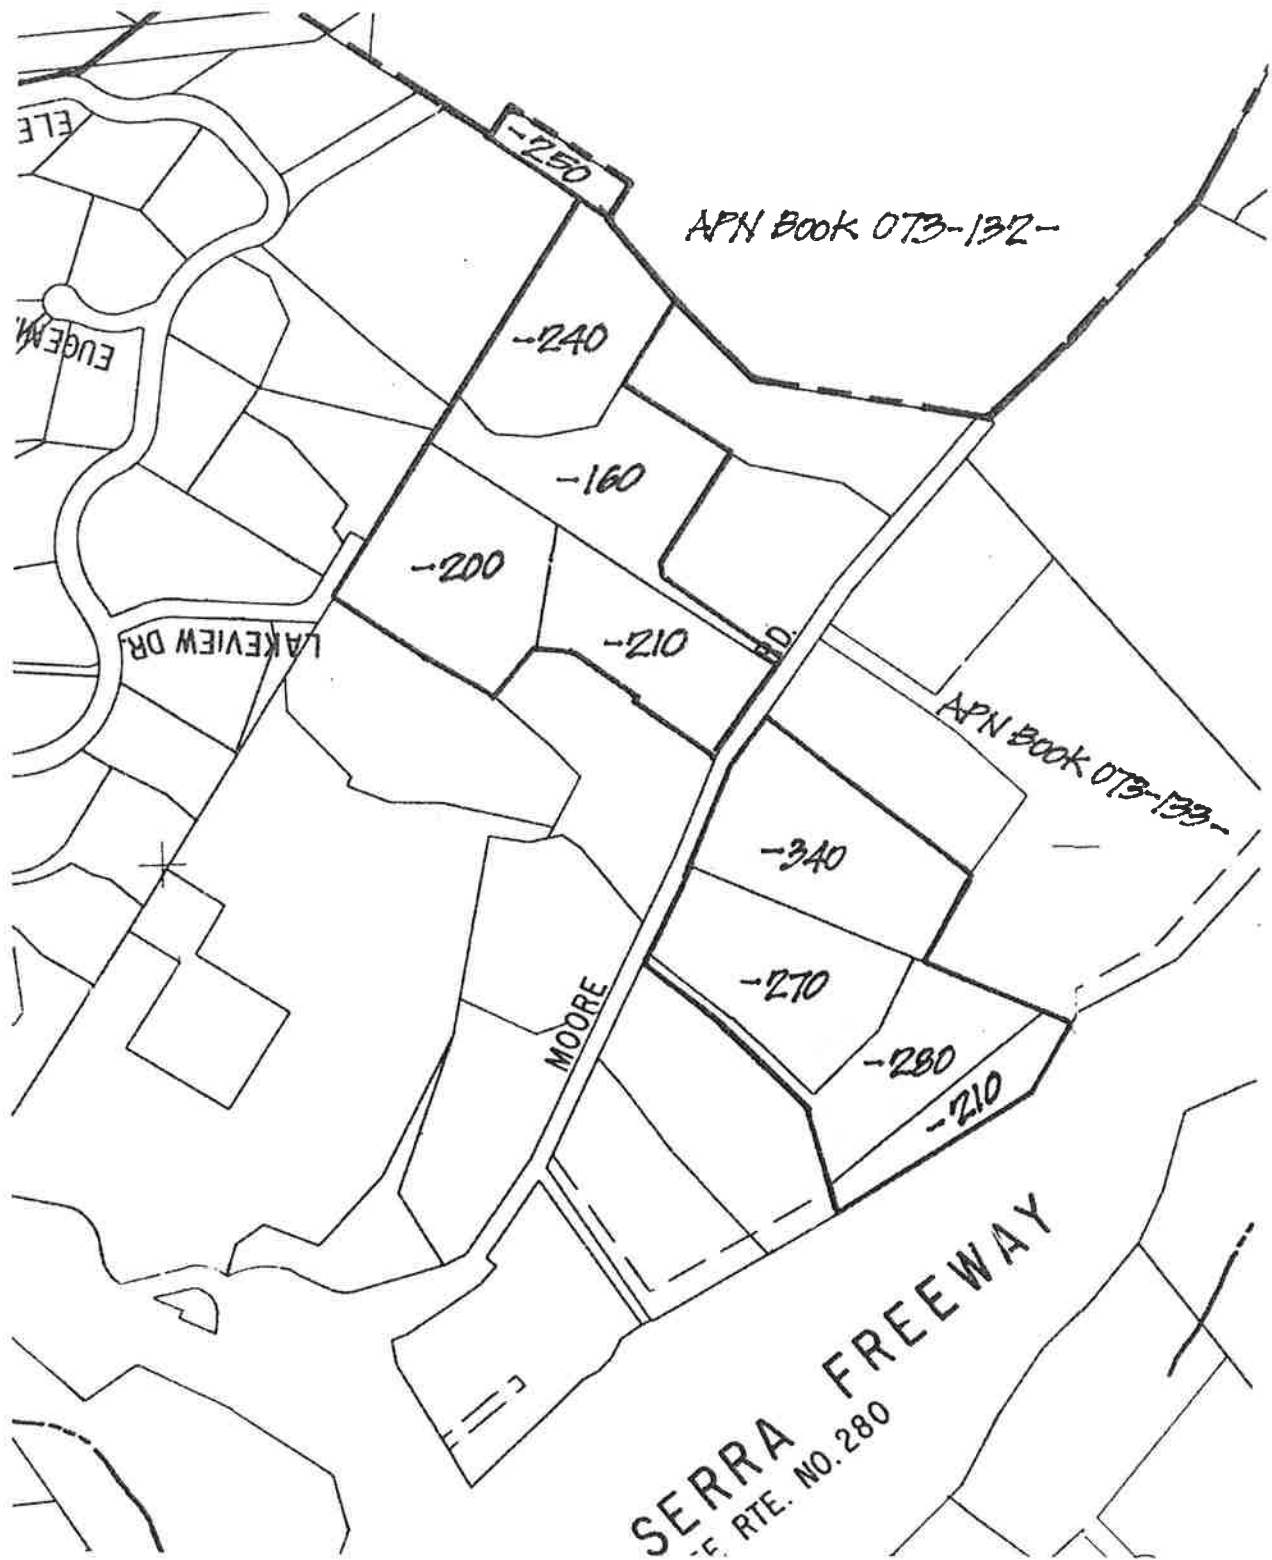 ELE
-250
APN BOOK 073-132-
-240
-160
-200
LAKEVIEW DR.
-210
RD.
APN BOOK 073-133-
-340
-270
MOORE
-280
-210
SERRA FREEWAY
RTE. NO. 280